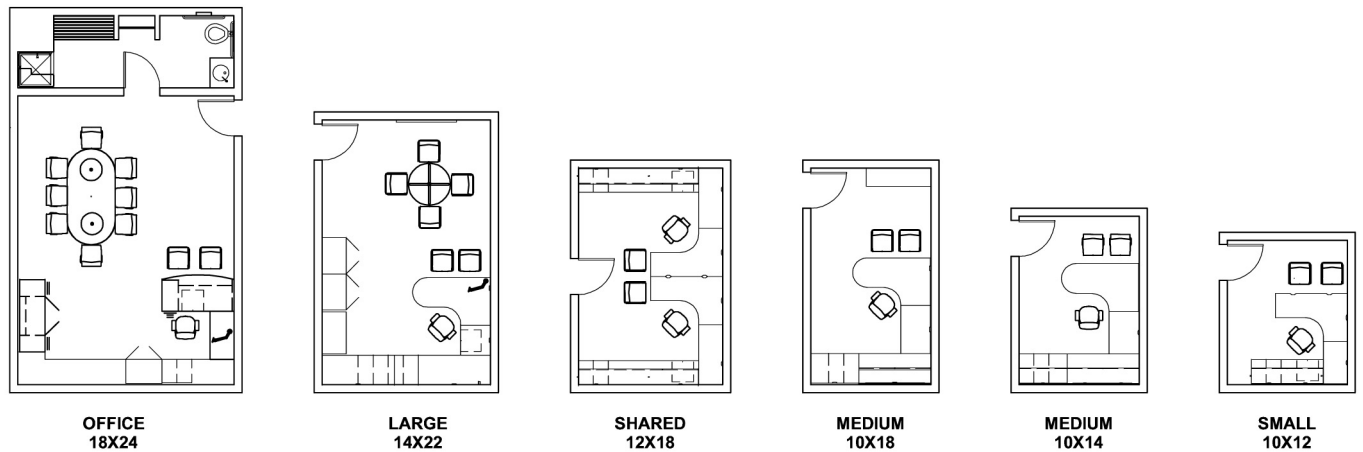 OFFICE
18X24
LARGE
14X22
SHARED
12X18
MEDIUM
10X18
MEDIUM
10X14
SMALL
10X12